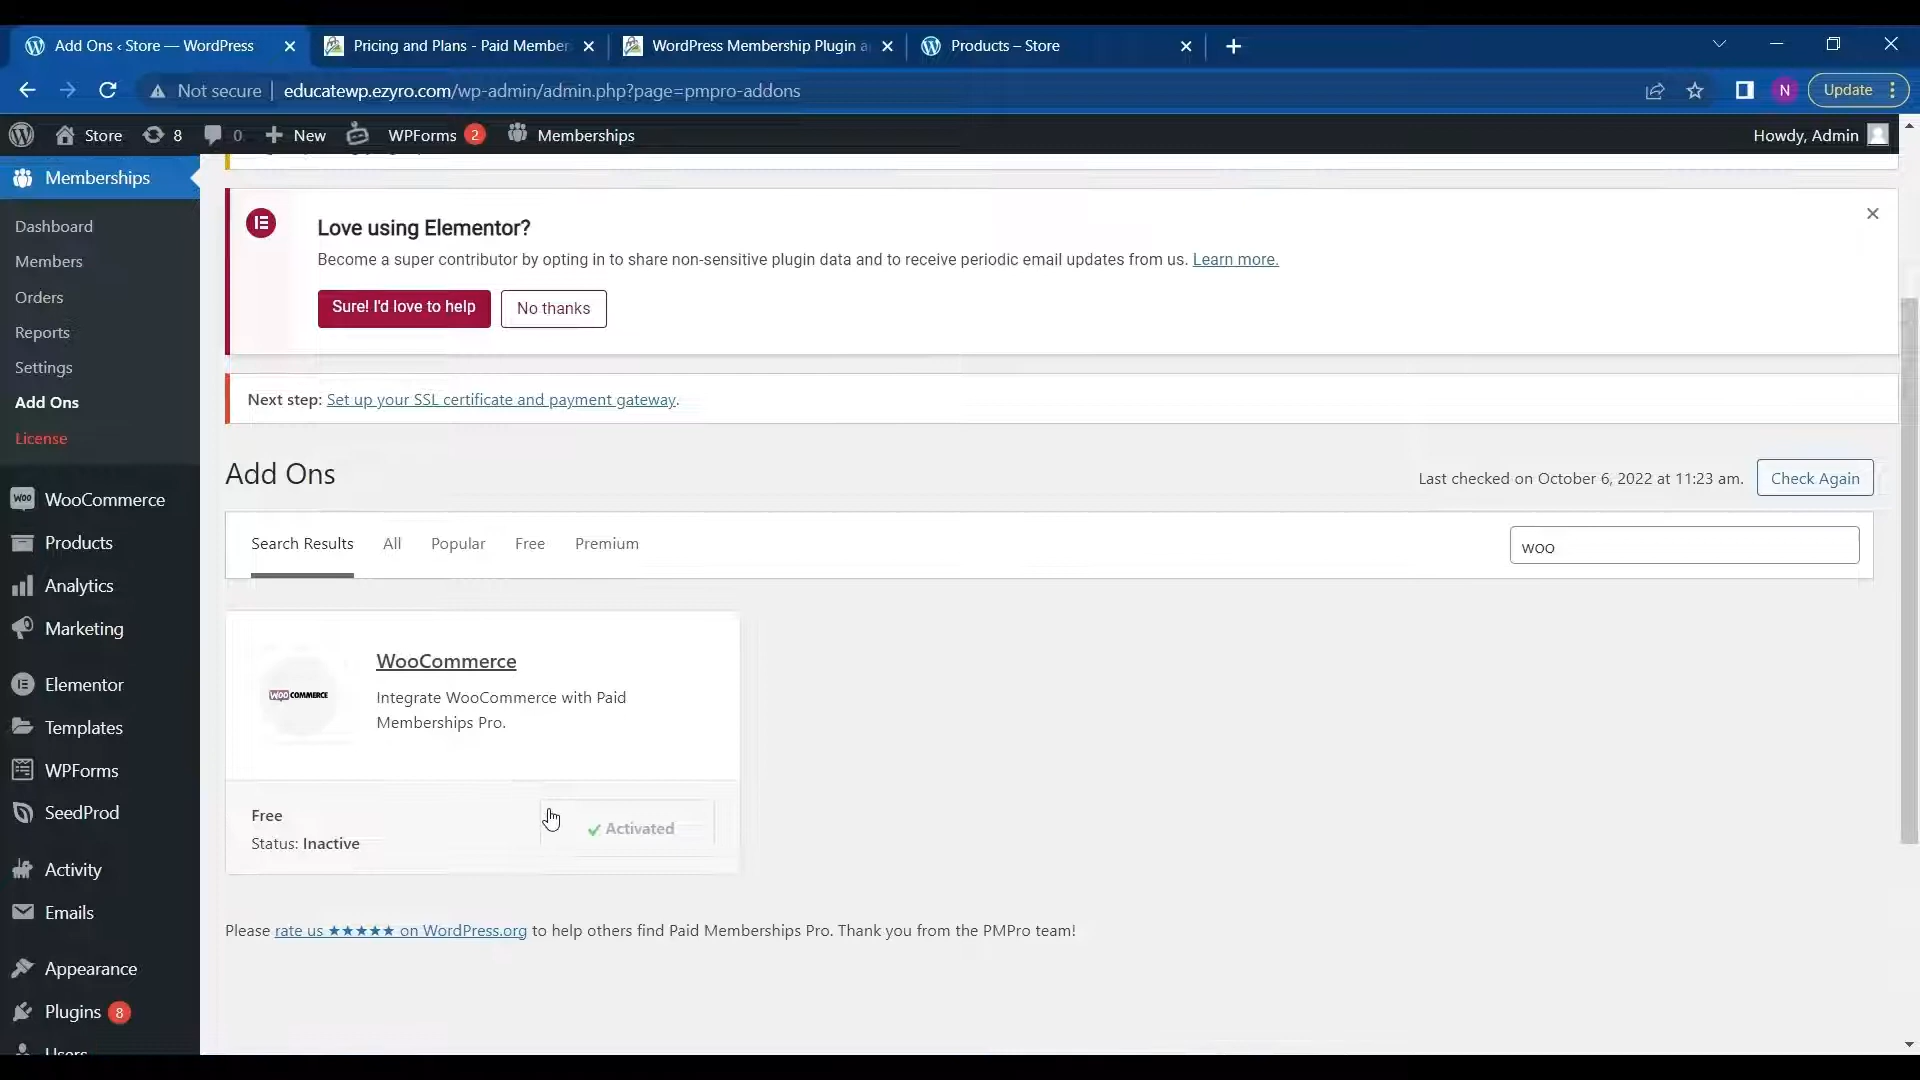 Add Ons ‹ Store — WordPress
Pricing and Plans - Paid Member
WordPress Membership Plugin a
Products – Store
Not secure
educatewp.ezyro.com/wp-admin/admin.php?page=pmpro-addons
N
Update
Store
8
0
New
WPForms 2
Memberships
Howdy, Admin
Memberships
Dashboard
Members
Orders
Reports
Settings
Add Ons
License
WooCommerce
Products
Analytics
Marketing
Elementor
Templates
WPForms
SeedProd
Activity
Emails
Appearance
Plugins 8
Users
Love using Elementor?
Become a super contributor by opting in to share non-sensitive plugin data and to receive periodic email updates from us. Learn more.
Sure! I'd love to help
No thanks
Next step: Set up your SSL certificate and payment gateway.
Add Ons
Last checked on October 6, 2022 at 11:23 am.
Check Again
Search Results
All
Popular
Free
Premium
woo
WOO COMMERCE
WooCommerce
Integrate WooCommerce with Paid
Memberships Pro.
Free
Status: Inactive
✓ Activated
Please rate us ★★★★★ on WordPress.org to help others find Paid Memberships Pro. Thank you from the PMPro team!